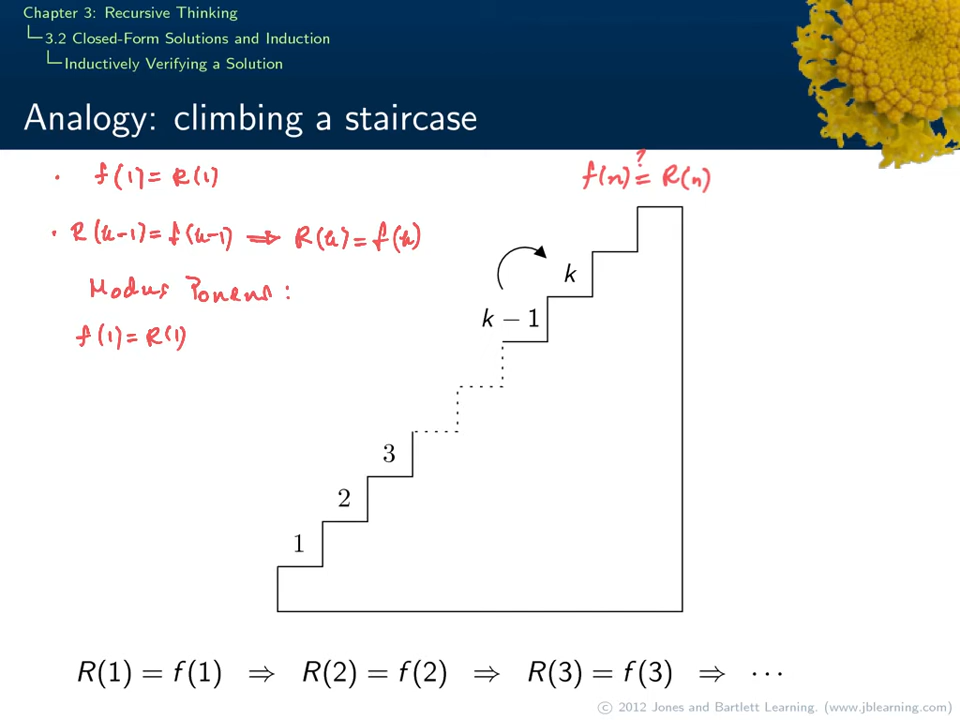 Chapter 3: Recursive Thinking
3.2 Closed-Form Solutions and Induction
Inductively Verifying a Solution
Analogy: climbing a staircase
· f(1) = R(1)
f(n) ?= R(n)
· R(k-1) = f(k-1) ⇒ R(k) = f(k)
Modus Ponens:
f(1) = R(1)
k
k − 1
3
2
1
R(1) = f(1) ⇒ R(2) = f(2) ⇒ R(3) = f(3) ⇒ ···
© 2012 Jones and Bartlett Learning. (www.jblearning.com)